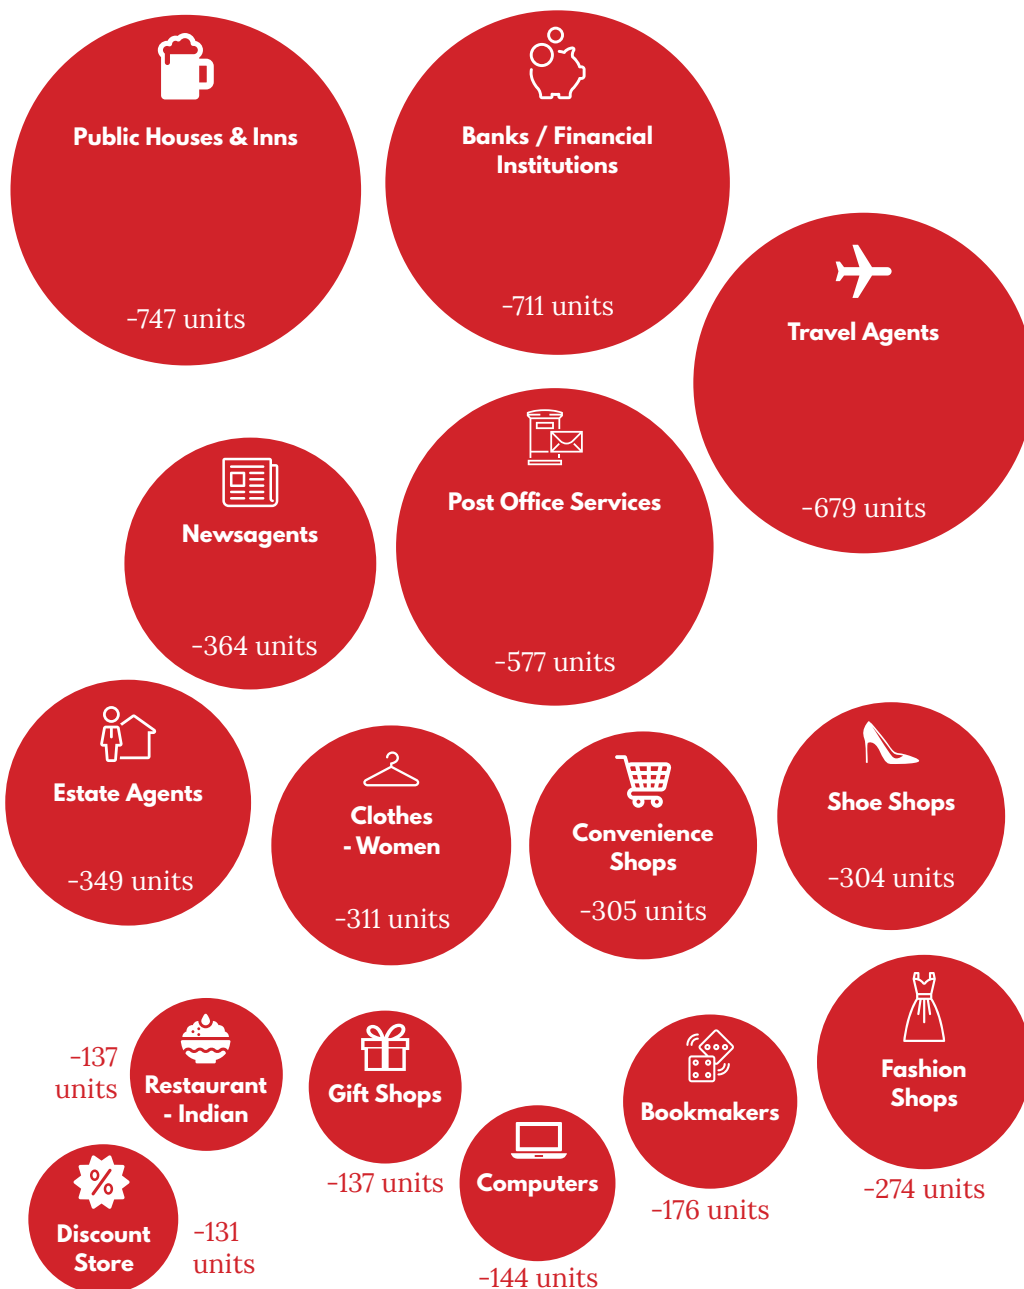 Public Houses & Inns
-747 units
Banks / Financial
Institutions
-711 units
Travel Agents
-679 units
Newsagents
-364 units
Post Office Services
-577 units
Estate Agents
-349 units
Clothes
- Women
-311 units
Convenience
Shops
-305 units
Shoe Shops
-304 units
-137
units
Restaurant
- Indian
Gift Shops
-137 units
Computers
-144 units
Bookmakers
-176 units
Fashion
Shops
-274 units
%
Discount
Store
-131
units